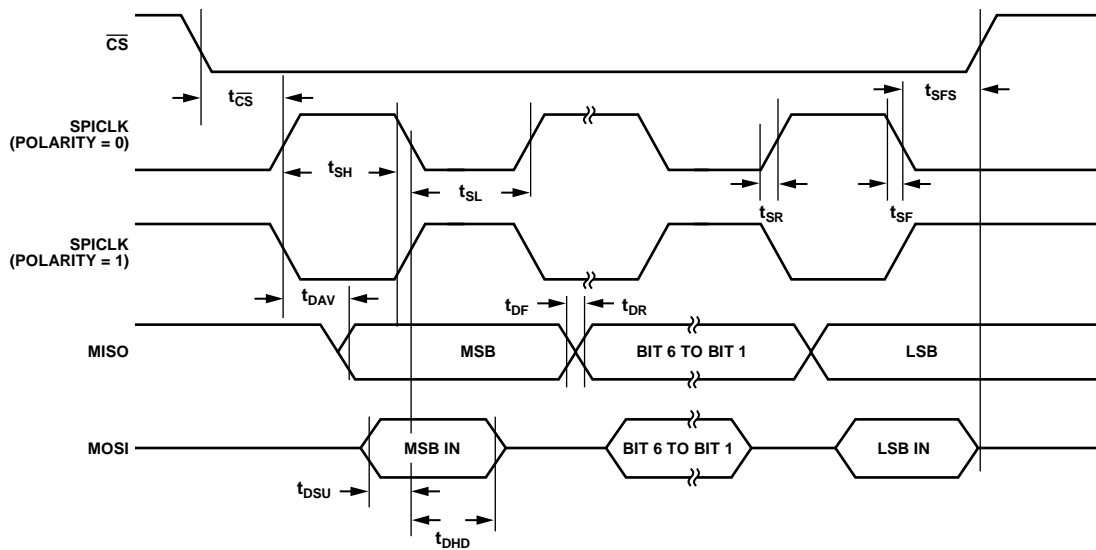 CS
tCS
tSFS
SPICLK
(POLARITY = 0)
tSH
tSL
tSR
tSF
SPICLK
(POLARITY = 1)
tDAV
tDF
tDR
MISO
MSB
BIT 6 TO BIT 1
LSB
MOSI
MSB IN
BIT 6 TO BIT 1
LSB IN
tDSU
tDHD